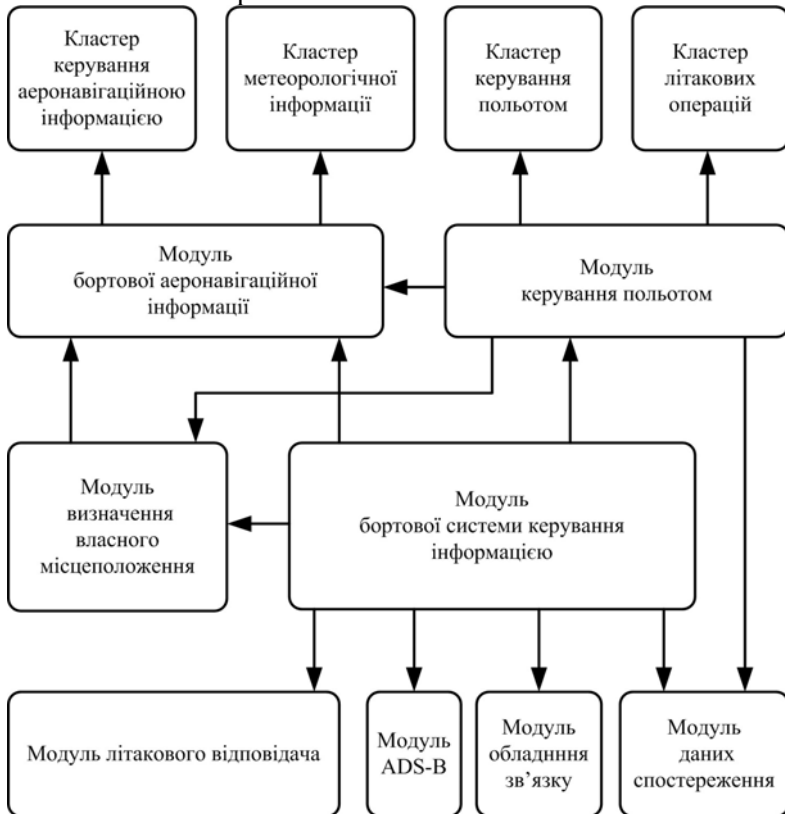 Кластер
керування
аеронавігаційною
інформацією
Кластер
метеорологічної
інформації
Кластер
керування
польотом
Кластер
літакових
операцій
Модуль
бортової аеронавігаційної
інформації
Модуль
керування польотом
Модуль
визначення
власного
місцеположення
Модуль
бортової системи керування
інформацією
Модуль літакового відповідача
Модуль
ADS-B
Модуль
обладнння
зв’язку
Модуль
даних
спостереження